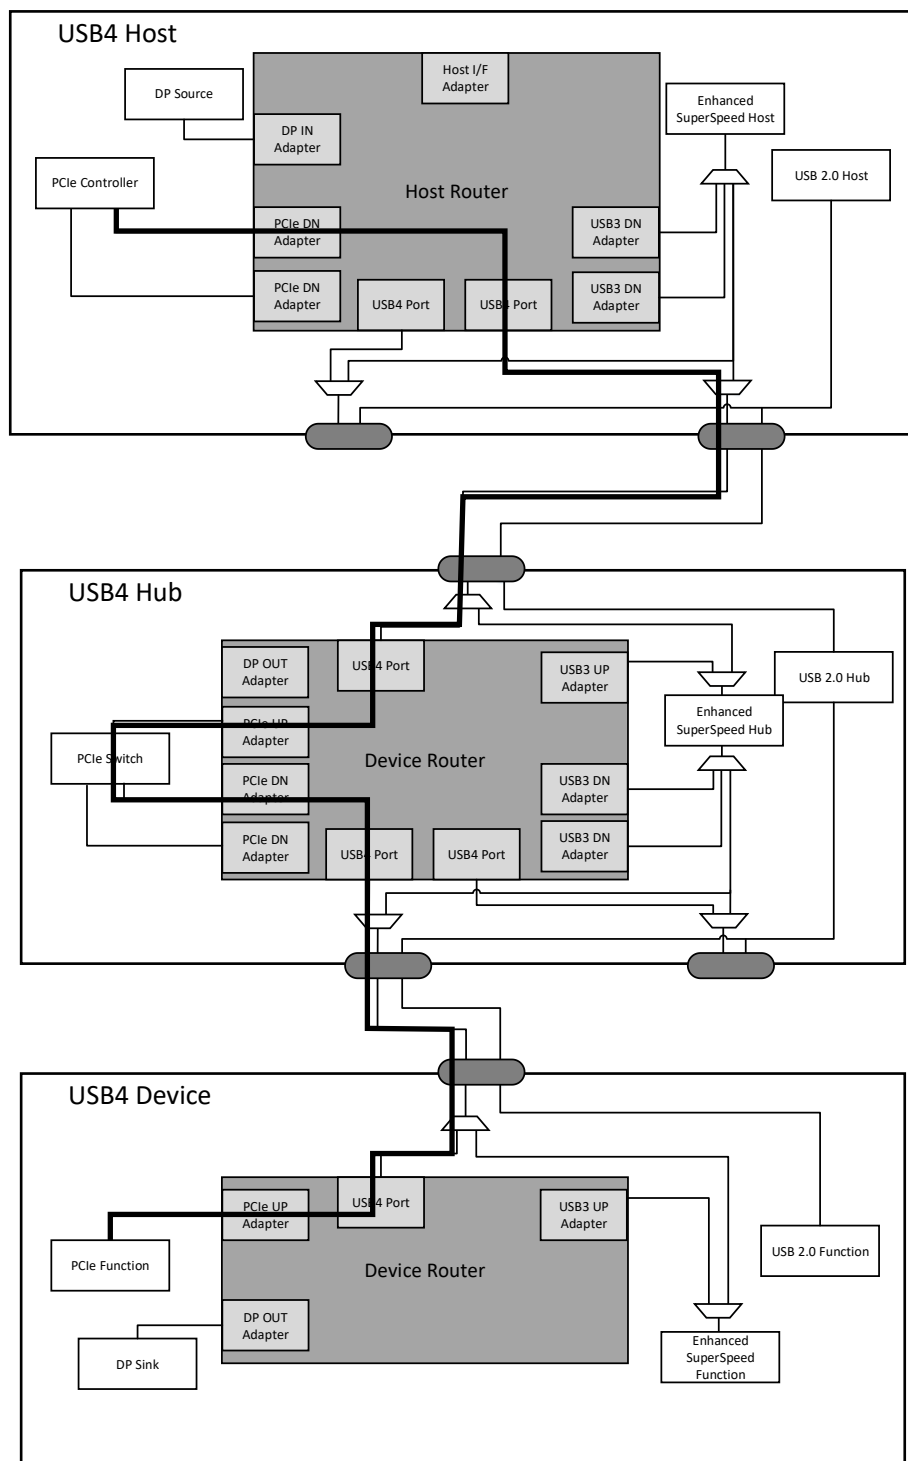 USB4 Host
Host I/F
Adapter
DP Source
Enhanced
SuperSpeed Host
DP IN
Adapter
PCIe Controller
USB 2.0 Host
Host Router
PCIe DN
Adapter
USB3 DN
Adapter
PCIe DN
Adapter
USB3 DN
Adapter
USB4 Port
USB4 Port
USB4 Hub
DP OUT
Adapter
USB4 Port
USB3 UP
Adapter
USB 2.0 Hub
PCIe UP
Adapter
Enhanced
SuperSpeed Hub
PCIe Switch
Device Router
PCIe DN
Adapter
USB3 DN
Adapter
PCIe DN
Adapter
USB3 DN
Adapter
USB4 Port
USB4 Port
USB4 Device
PCIe UP
Adapter
USB4 Port
USB3 UP
Adapter
PCIe Function
Device Router
USB 2.0 Function
DP OUT
Adapter
DP Sink
Enhanced
SuperSpeed
Function